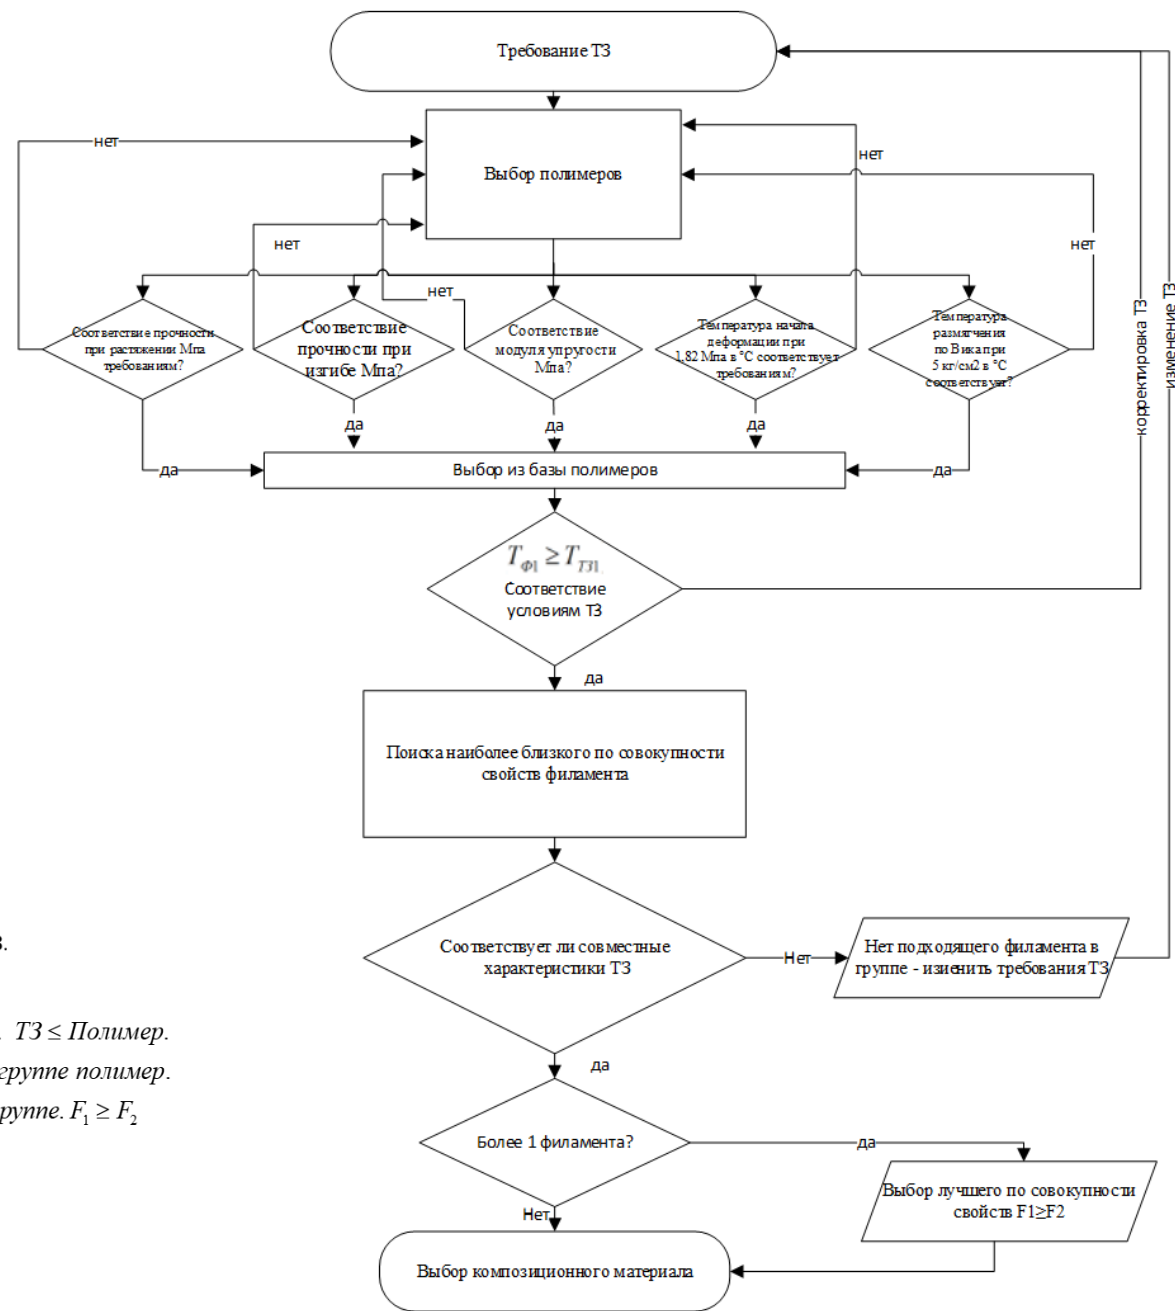 Требование ТЗ
нет
Выбор полимеров
нет
нет
нет
нет
Соответствие прочности
при растяжении Мпа
требованиям?
Соответствие
прочности при
изгибе Мпа?
Соответствие
модуля упругости
Мпа?
Температура начала
деформации при
1,82 Мпа в °С соответствует
требованиям?
Температура
размягчения
по Вика при
5 кг/см2 в °С
соответствует?
корректировка ТЗ
изменение ТЗ
да
да
да
да
да
Выбор из базы полимеров
T_Ф1 ≥ T_ТЗ1.
Соответствие
условиям ТЗ
да
Поиска наиболее близкого по совокупности
свойств филамента
Соответствует ли совместные
характеристики ТЗ
Нет
Нет подходящего филамента в
группе - изменить требования ТЗ
в.
. ТЗ ≤ Полимер.
группе полимер.
руппе. F₁ ≥ F₂
да
Более 1 филамента?
да
Выбор лучшего по совокупности
свойств F1≥F2
Нет
Выбор композиционного материала